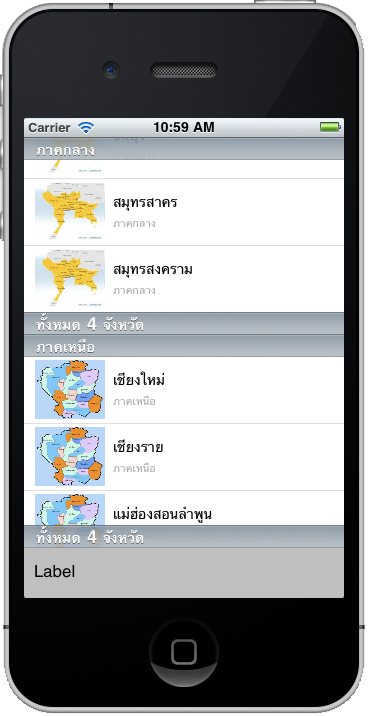 Carrier 10:59 AM
ภาคกลาง
สมุทรสาคร
ภาคกลาง
สมุทรสงคราม
ภาคกลาง
ทั้งหมด 4 จังหวัด
ภาคเหนือ
เชียงใหม่
ภาคเหนือ
เชียงราย
ภาคเหนือ
แม่ฮ่องสอนลำพูน
ทั้งหมด 4 จังหวัด
Label